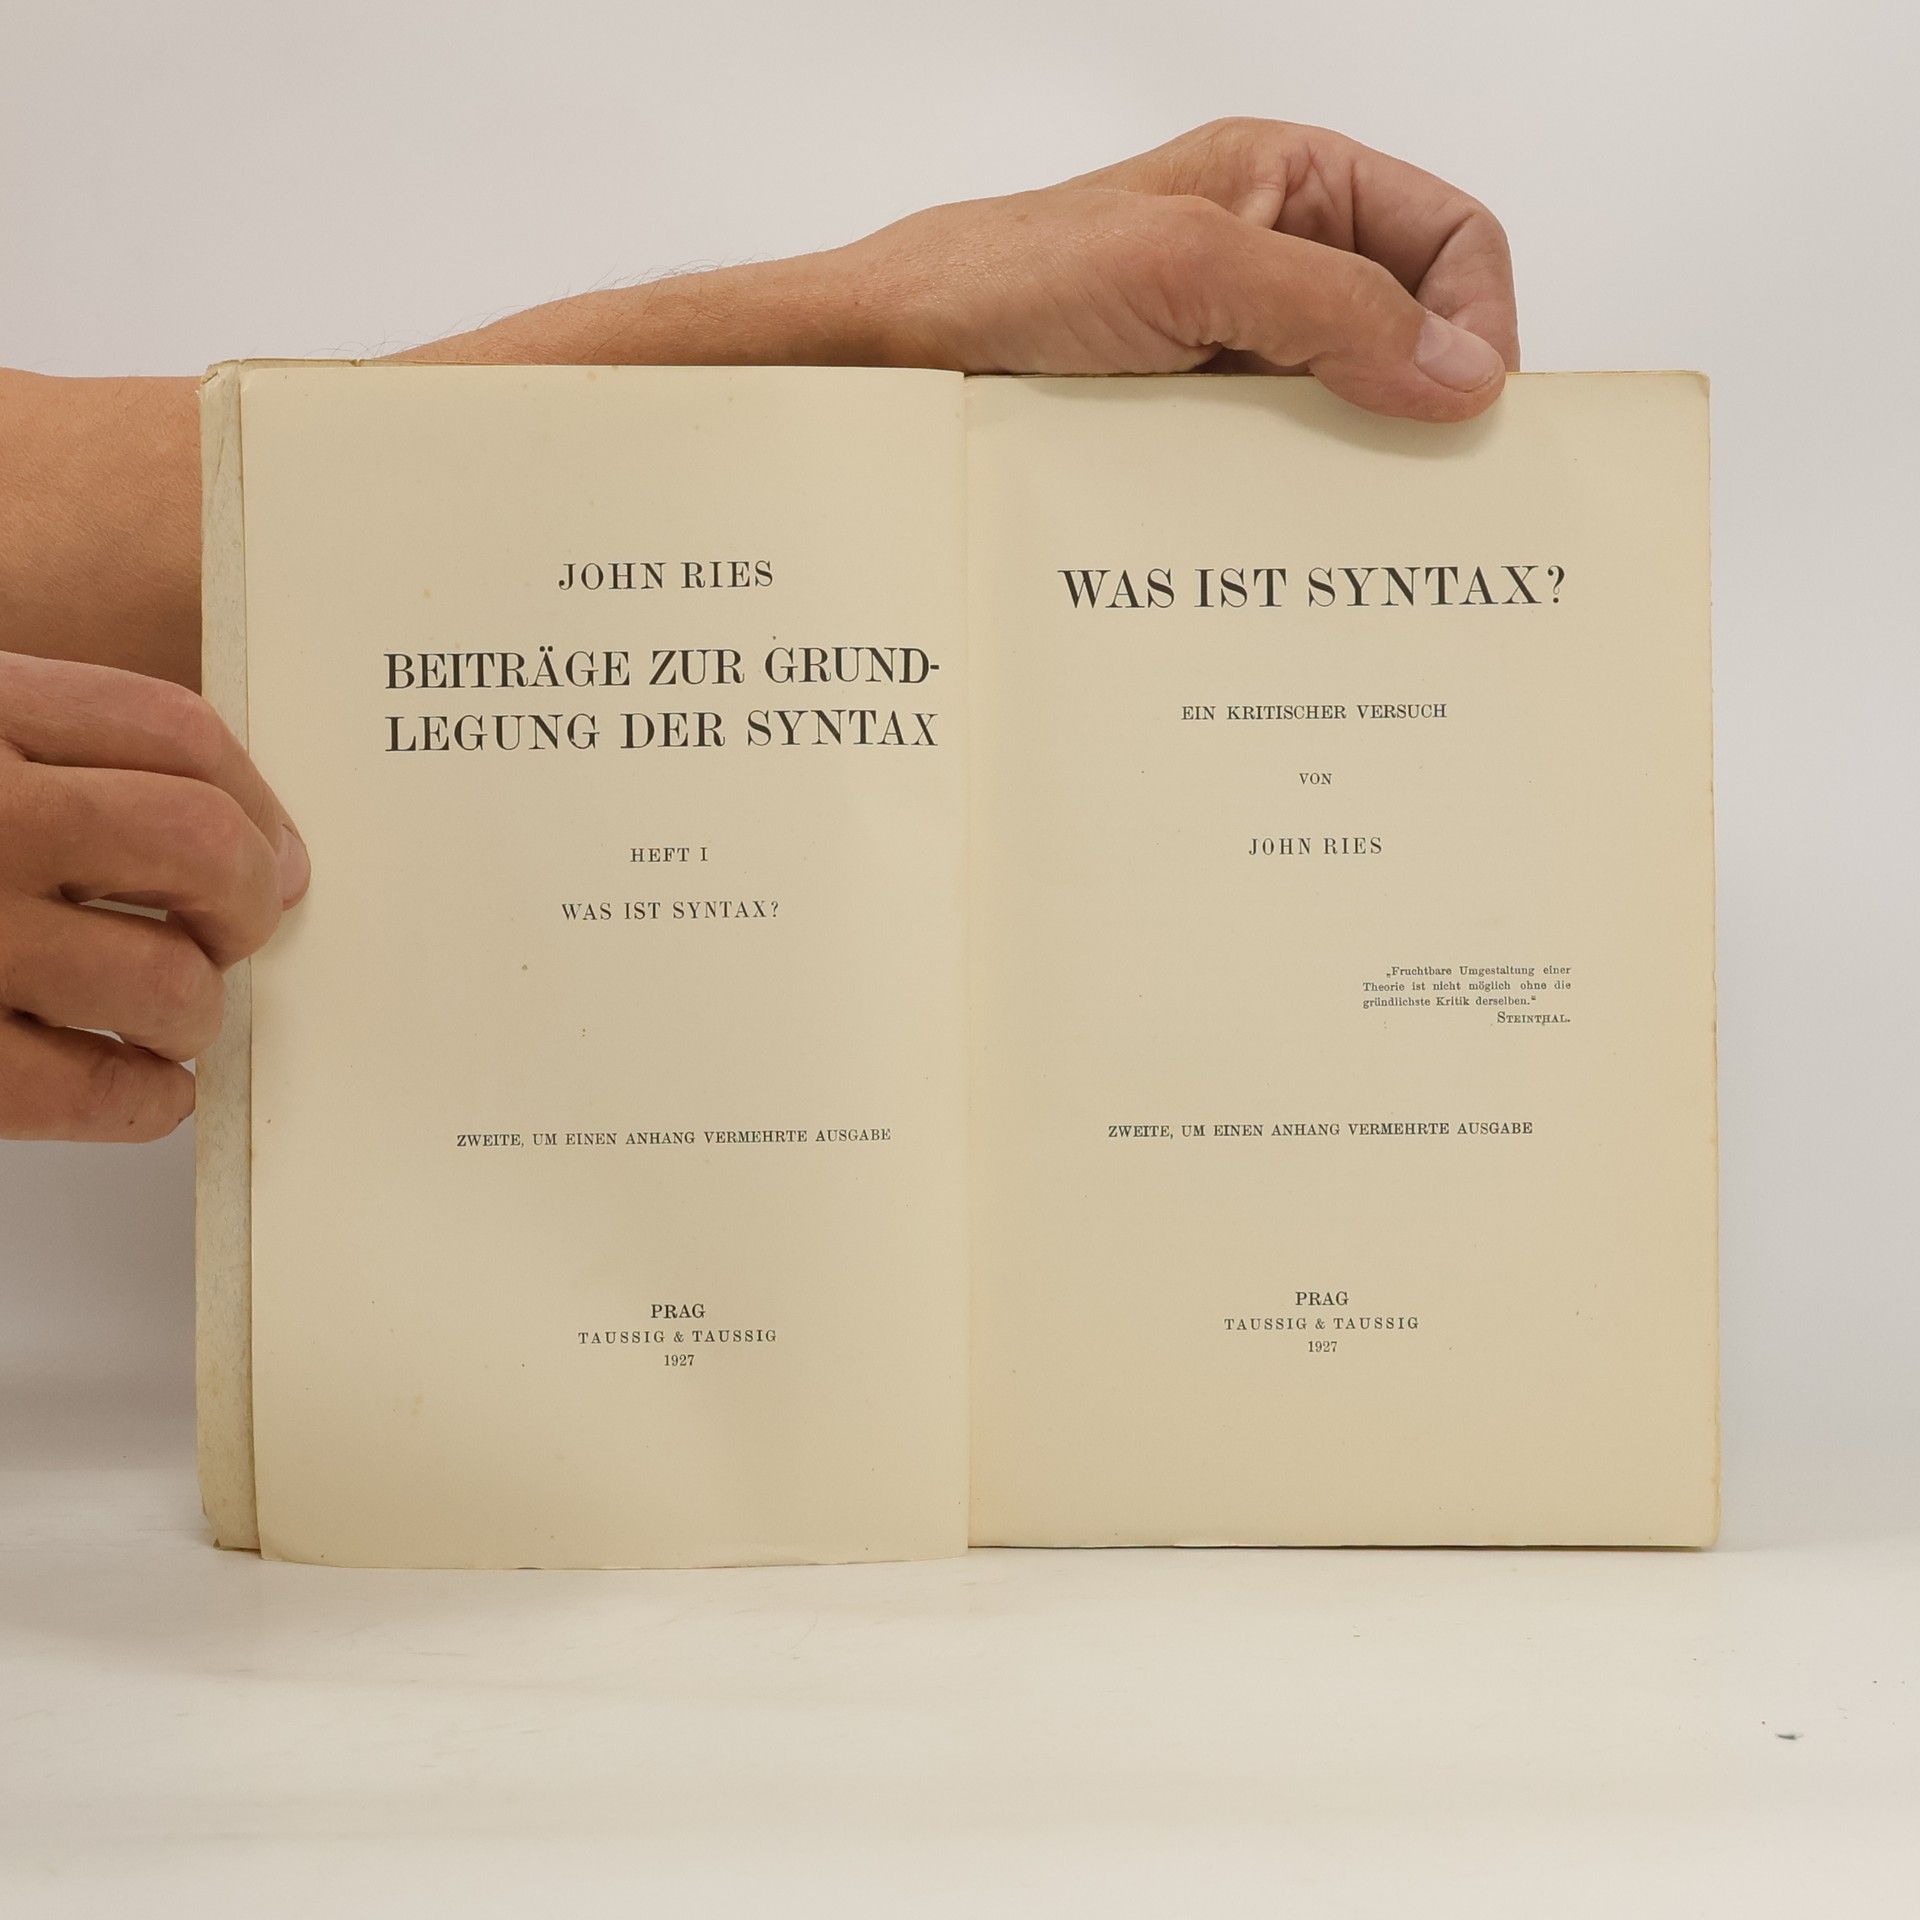 JOHN RIES
BEITRÄGE ZUR GRUND-
LEGUNG DER SYNTAX
HEFT I
WAS IST SYNTAX?
ZWEITE, UM EINEN ANHANG VERMEHRTE AUSGABE
PRAG
TAUSSIG & TAUSSIG
1927
WAS IST SYNTAX?
EIN KRITISCHER VERSUCH
VON
JOHN RIES
„Fruchtbare Umgestaltung einer
Theorie ist nicht möglich ohne die
gründlichste Kritik derselben.“
STEINTHAL.
ZWEITE, UM EINEN ANHANG VERMEHRTE AUSGABE
PRAG
TAUSSIG & TAUSSIG
1927